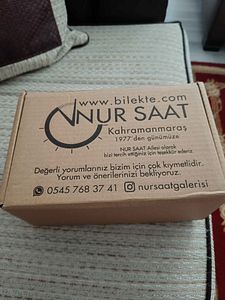 www.bilekte.com
NUR SAAT
Kahramanmaraş
1977'den günümüze
NUR SAAT Ailesi olarak
bizi tercih ettiğiniz için teşekkür ederiz.
Değerli yorumlarınız bizim için çok kıymetlidir.
Yorum ve önerilerinizi bekliyoruz.
0545 768 37 41 nursaatgalerisi